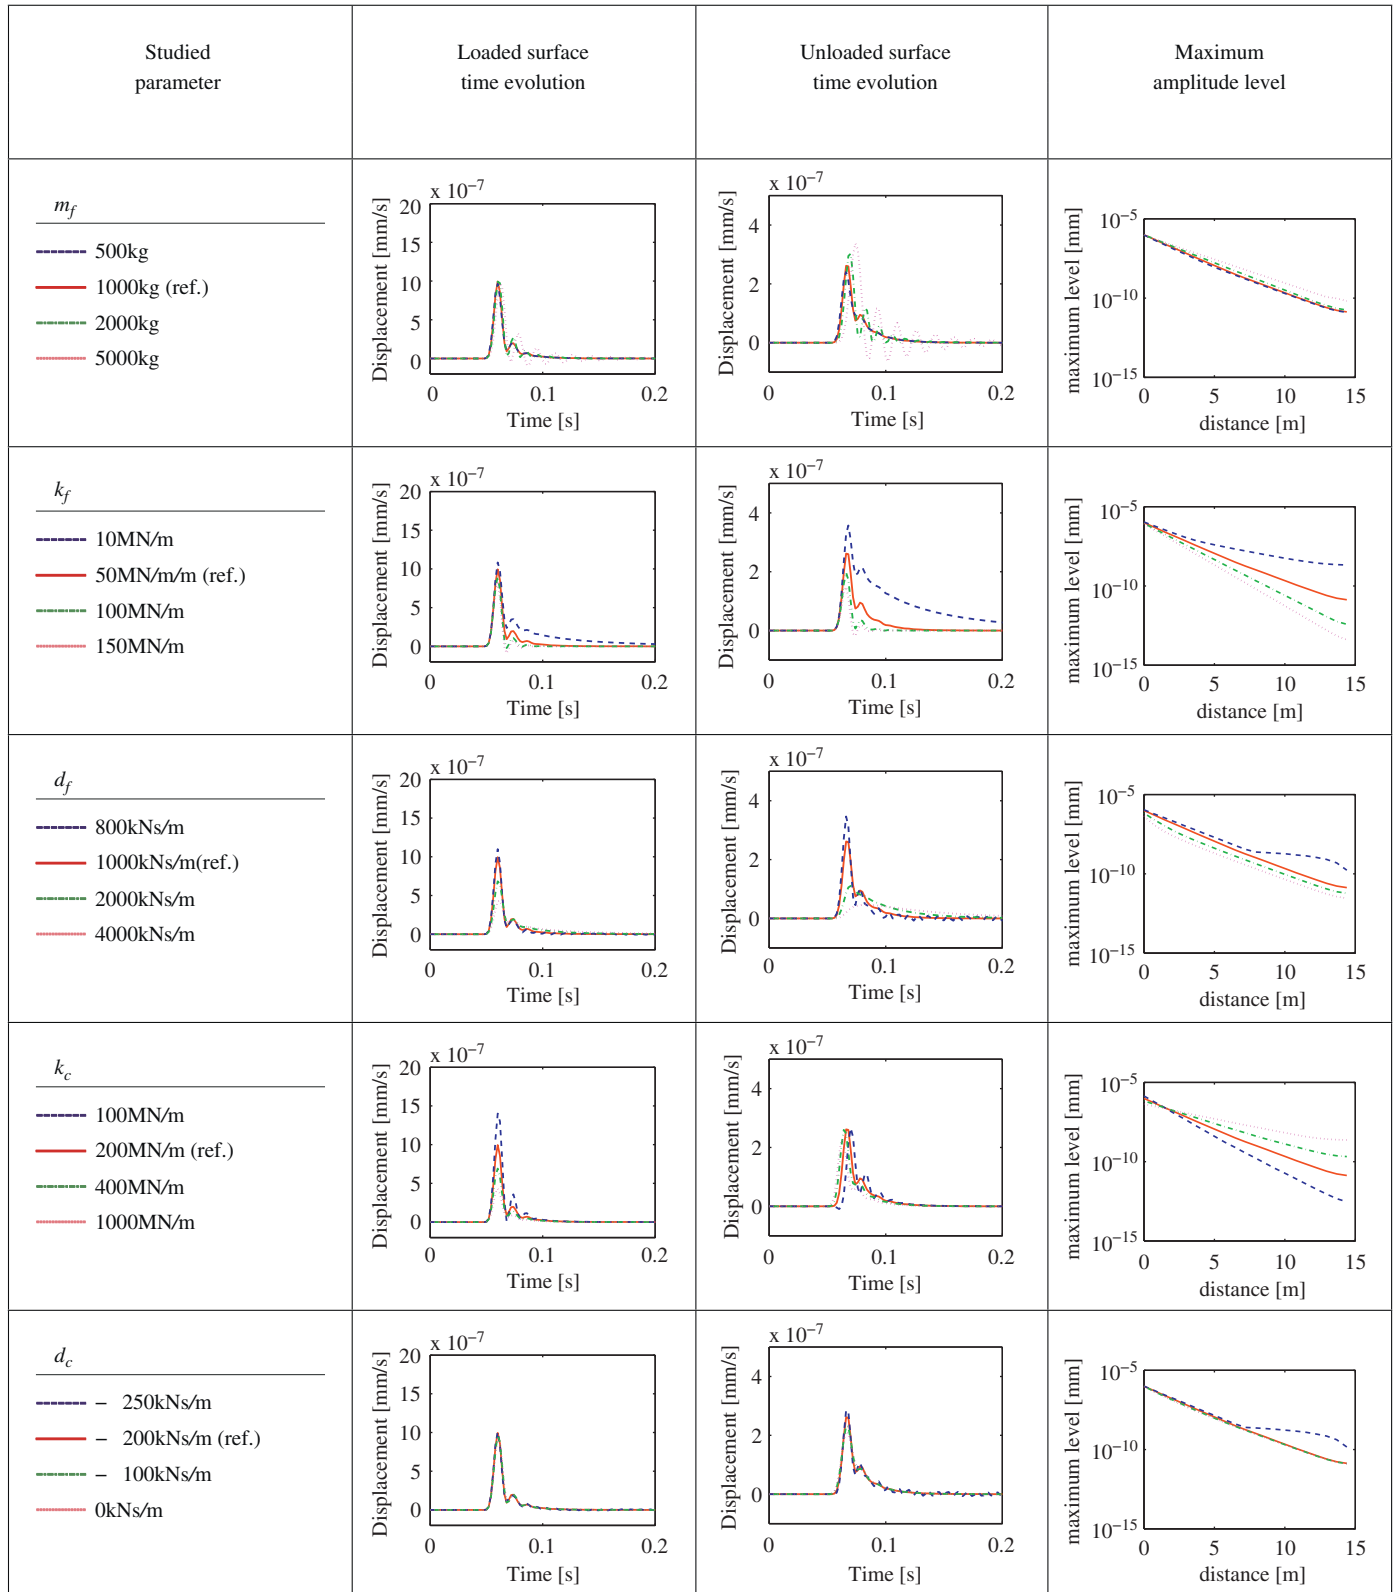 Studied
parameter
Loaded surface
time evolution
Unloaded surface
time evolution
Maximum
amplitude level
m_f
500kg
1000kg (ref.)
2000kg
5000kg
x 10^−7
20
15
10
5
0
Displacement [mm/s]
0
0.1
0.2
Time [s]
x 10^−7
4
2
0
Displacement [mm/s]
0
0.1
0.2
Time [s]
10^−5
10^−10
10^−15
maximum level [mm]
0
5
10
15
distance [m]
k_f
10MN/m
50MN/m/m (ref.)
100MN/m
150MN/m
x 10^−7
20
15
10
5
0
Displacement [mm/s]
0
0.1
0.2
Time [s]
x 10^−7
4
2
0
Displacement [mm/s]
0
0.1
0.2
Time [s]
10^−5
10^−10
10^−15
maximum level [mm]
0
5
10
15
distance [m]
d_f
800kNs/m
1000kNs/m(ref.)
2000kNs/m
4000kNs/m
x 10^−7
20
15
10
5
0
Displacement [mm/s]
0
0.1
0.2
Time [s]
x 10^−7
4
2
0
Displacement [mm/s]
0
0.1
0.2
Time [s]
10^−5
10^−10
10^−15
maximum level [mm]
0
5
10
15
distance [m]
k_c
100MN/m
200MN/m (ref.)
400MN/m
1000MN/m
x 10^−7
20
15
10
5
0
Displacement [mm/s]
0
0.1
0.2
Time [s]
x 10^−7
4
2
0
Displacement [mm/s]
0
0.1
0.2
Time [s]
10^−5
10^−10
10^−15
maximum level [mm]
0
5
10
15
distance [m]
d_c
− 250kNs/m
− 200kNs/m (ref.)
− 100kNs/m
0kNs/m
x 10^−7
20
15
10
5
0
Displacement [mm/s]
0
0.1
0.2
Time [s]
x 10^−7
4
2
0
Displacement [mm/s]
0
0.1
0.2
Time [s]
10^−5
10^−10
10^−15
maximum level [mm]
0
5
10
15
distance [m]